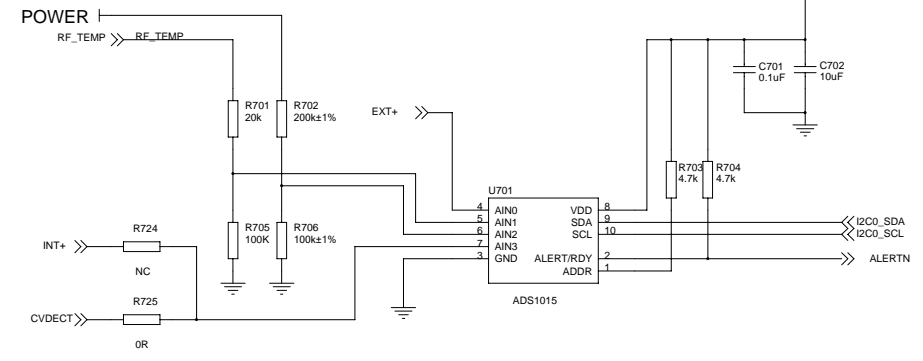 POWER
RF_TEMP RF_TEMP
C701
0.1uF
C702
10uF
R701
20k
R702
200k±1%
EXT+
R703
4.7k
R704
4.7k
U701
4 AIN0 VDD 8
5 AIN1 SDA 9
6 AIN2 SCL 10
7 AIN3
3 GND ALERT/RDY 2
ADDR 1
I2C0_SDA
I2C0_SCL
ALERTN
R705
100K
R706
100k±1%
R724
INT+
NC
R725
CVDECT
0R
ADS1015